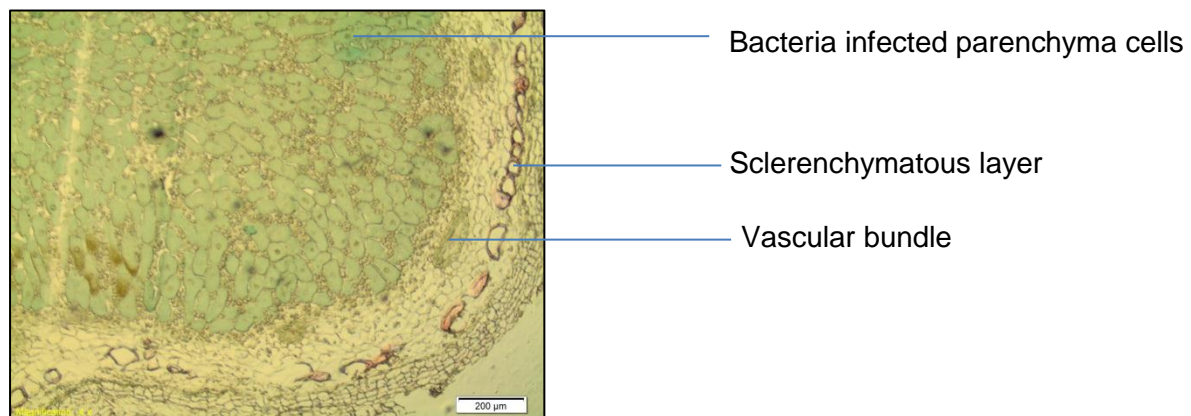 Bacteria infected parenchyma cells
Sclerenchymatous layer
Vascular bundle
200 µm